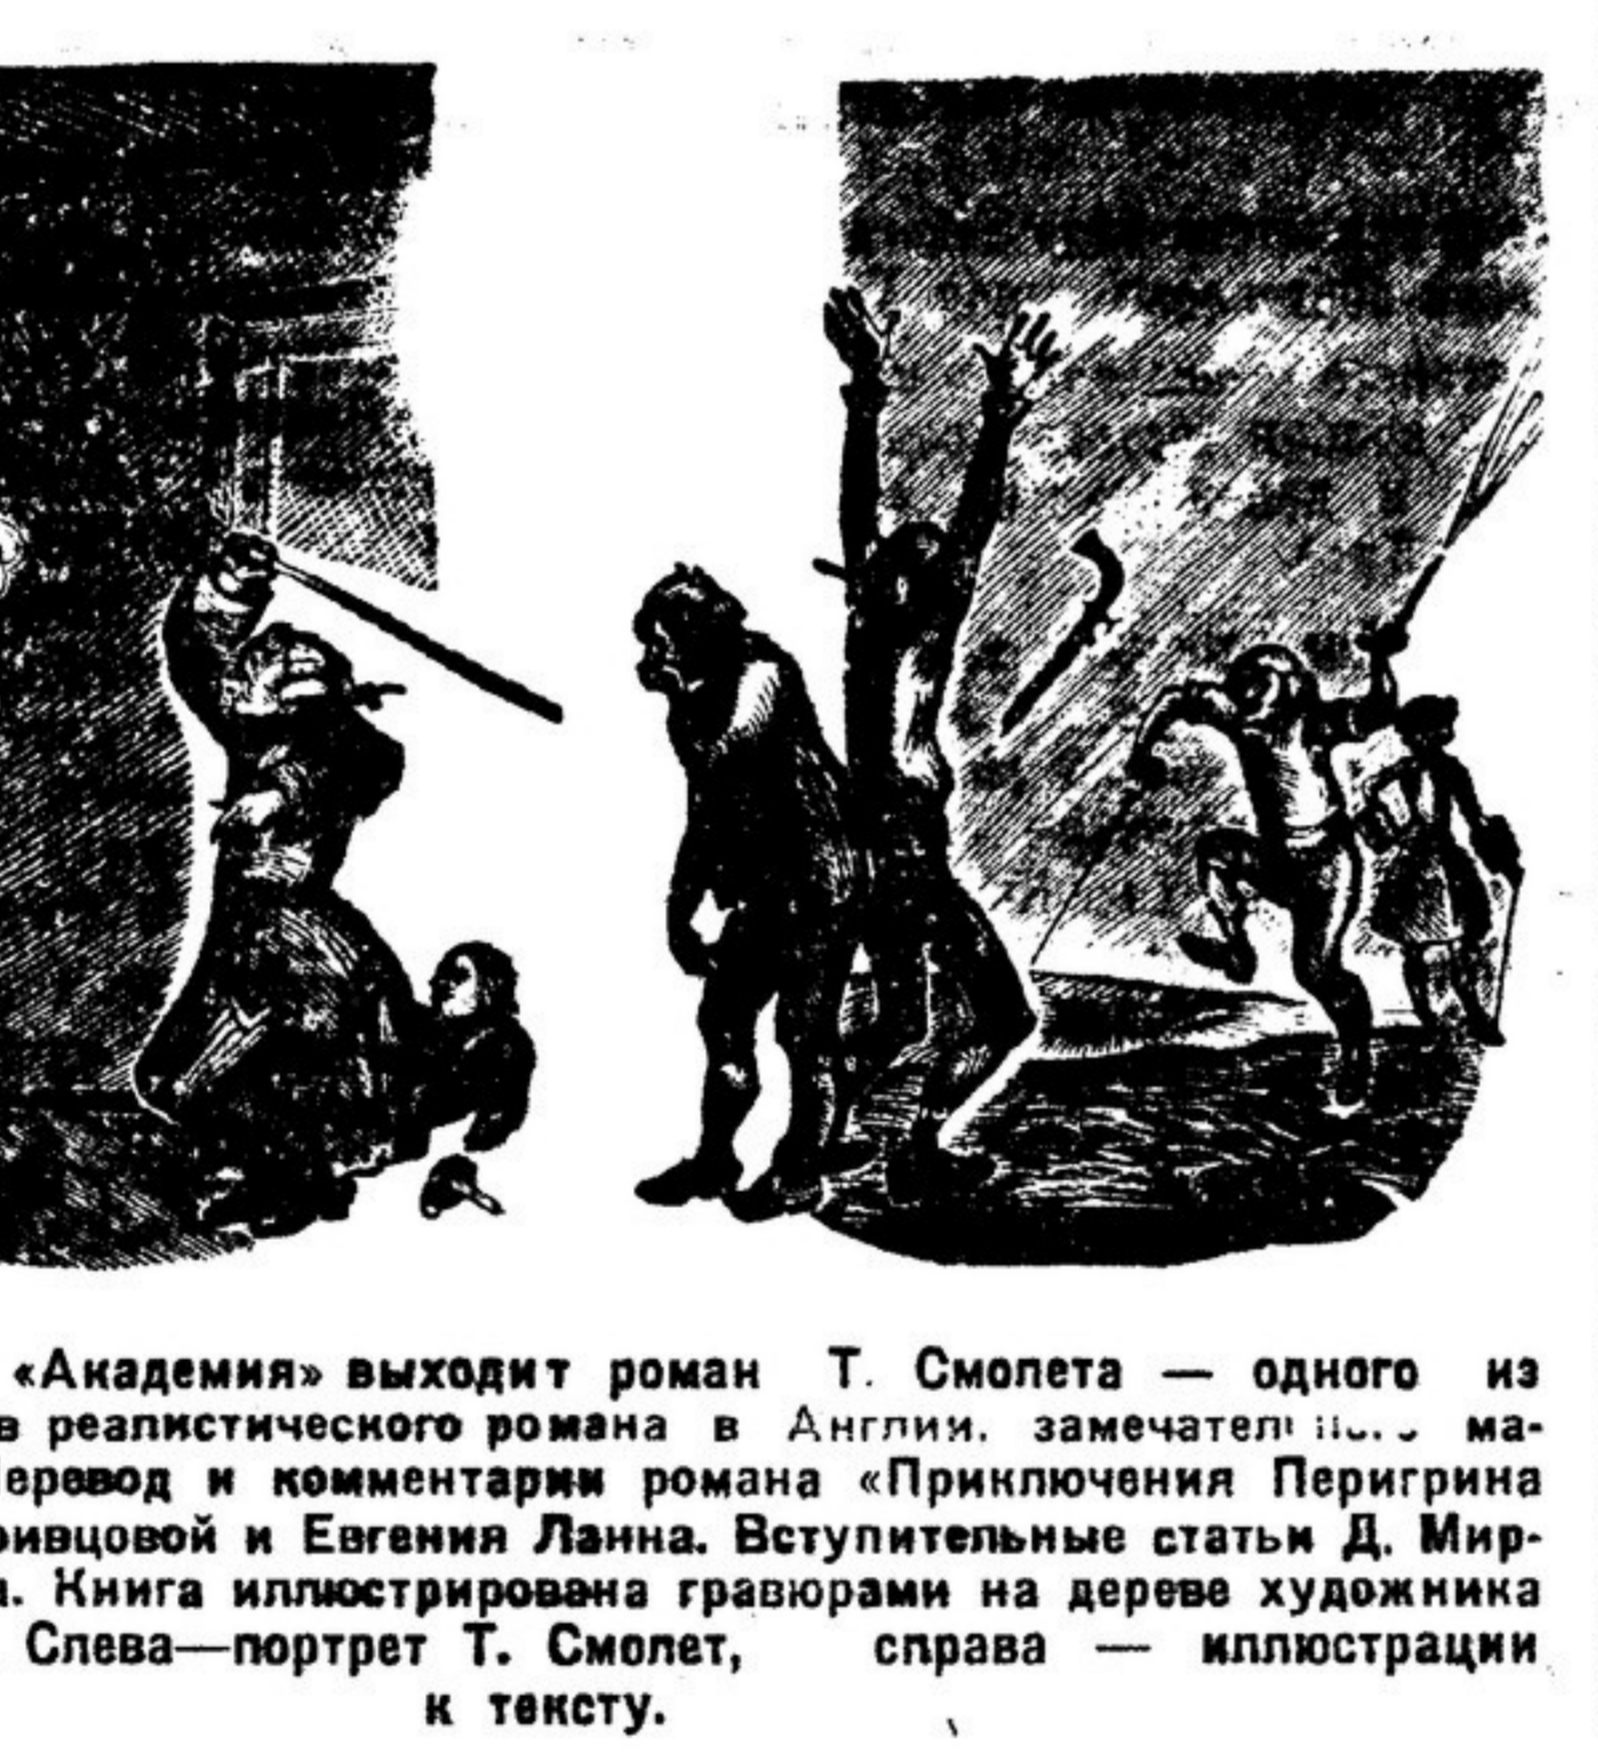 «Академия» выходит роман Т. Смолета — одного из
в реалистического романа в Англии, ма-
еревод и комментарии романа «Приключения Перигрина
ривцовой и Евгения Ланна. Вступительные статьи Д. Мир-
Книга иллюстрирована гравюрами на дереве художника
Слева—портрет Т. Смолет, справа — иллюстрации
к тексту.